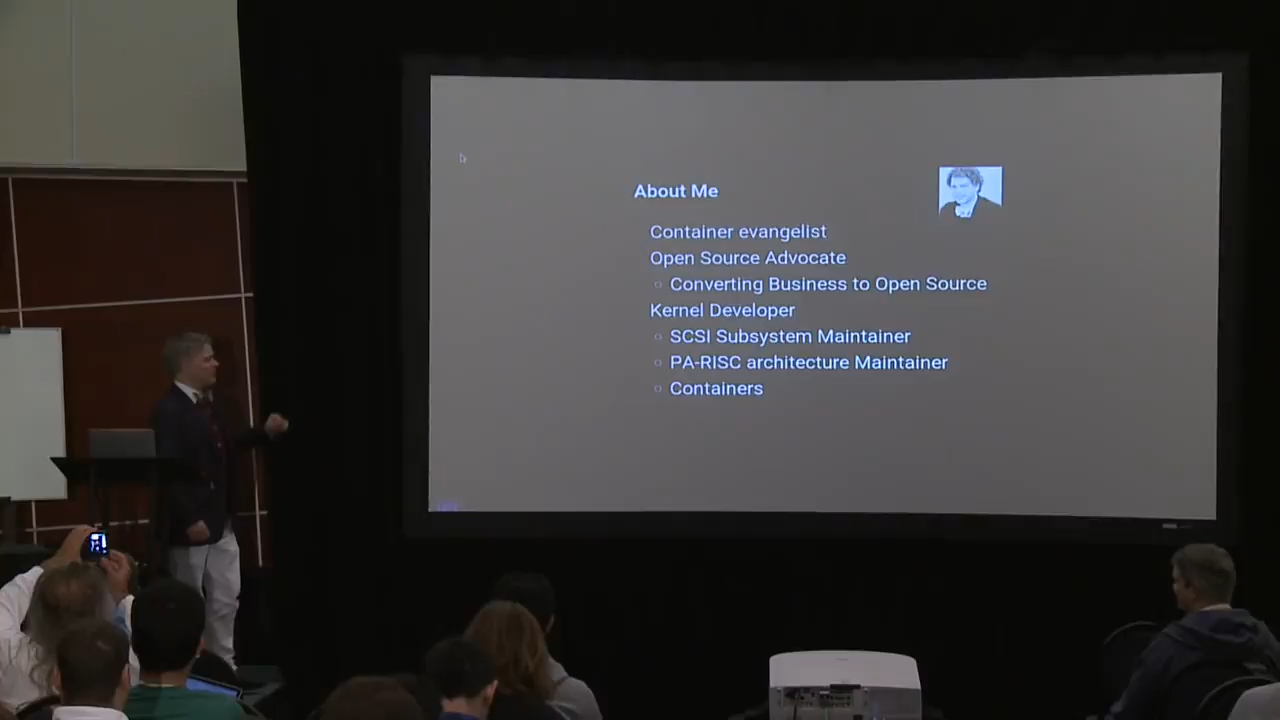 About Me
Container evangelist
Open Source Advocate
Converting Business to Open Source
Kernel Developer
SCSI Subsystem Maintainer
PA-RISC architecture Maintainer
Containers